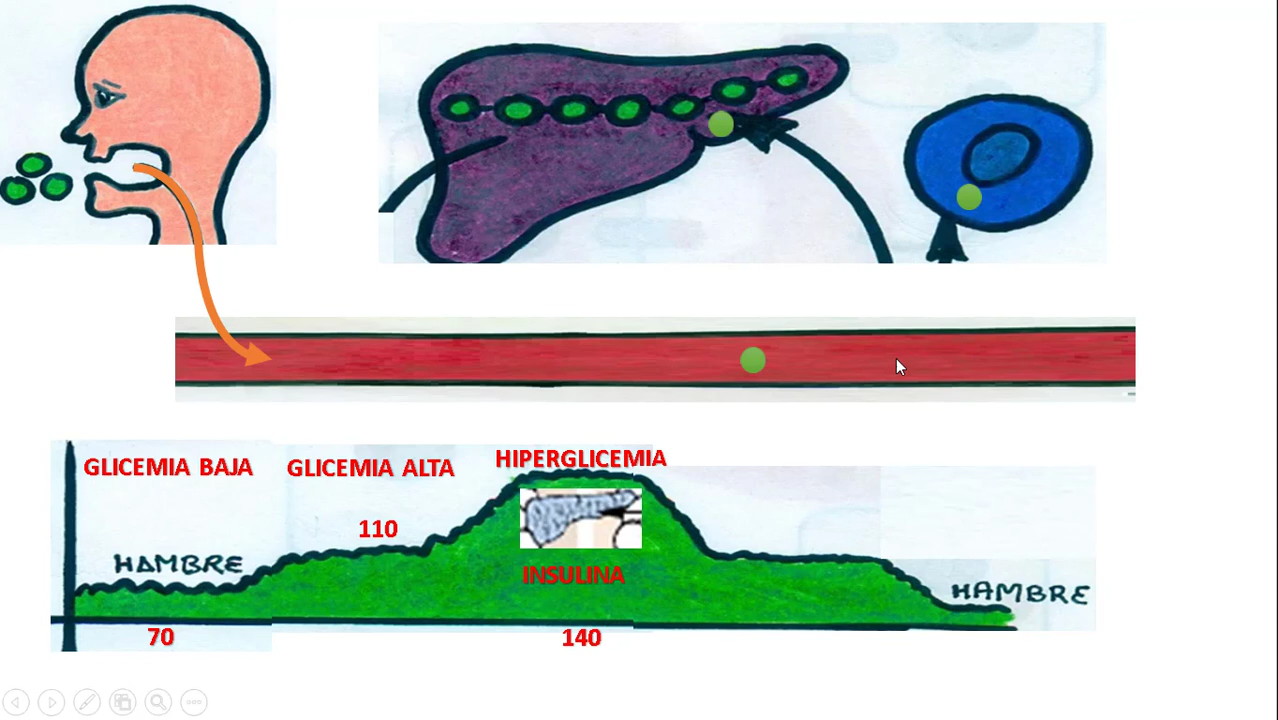 GLICEMIA BAJA
GLICEMIA ALTA
HIPERGLICEMIA
110
HAMBRE
INSULINA
HAMBRE
70
140